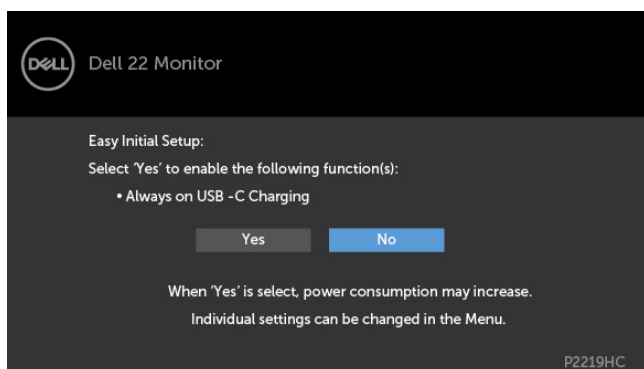 DELL
Dell 22 Monitor
Easy Initial Setup:
Select ‘Yes’ to enable the following function(s):
• Always on USB -C Charging
Yes No
When ‘Yes’ is select, power consumption may increase.
Individual settings can be changed in the Menu.
P2219HC